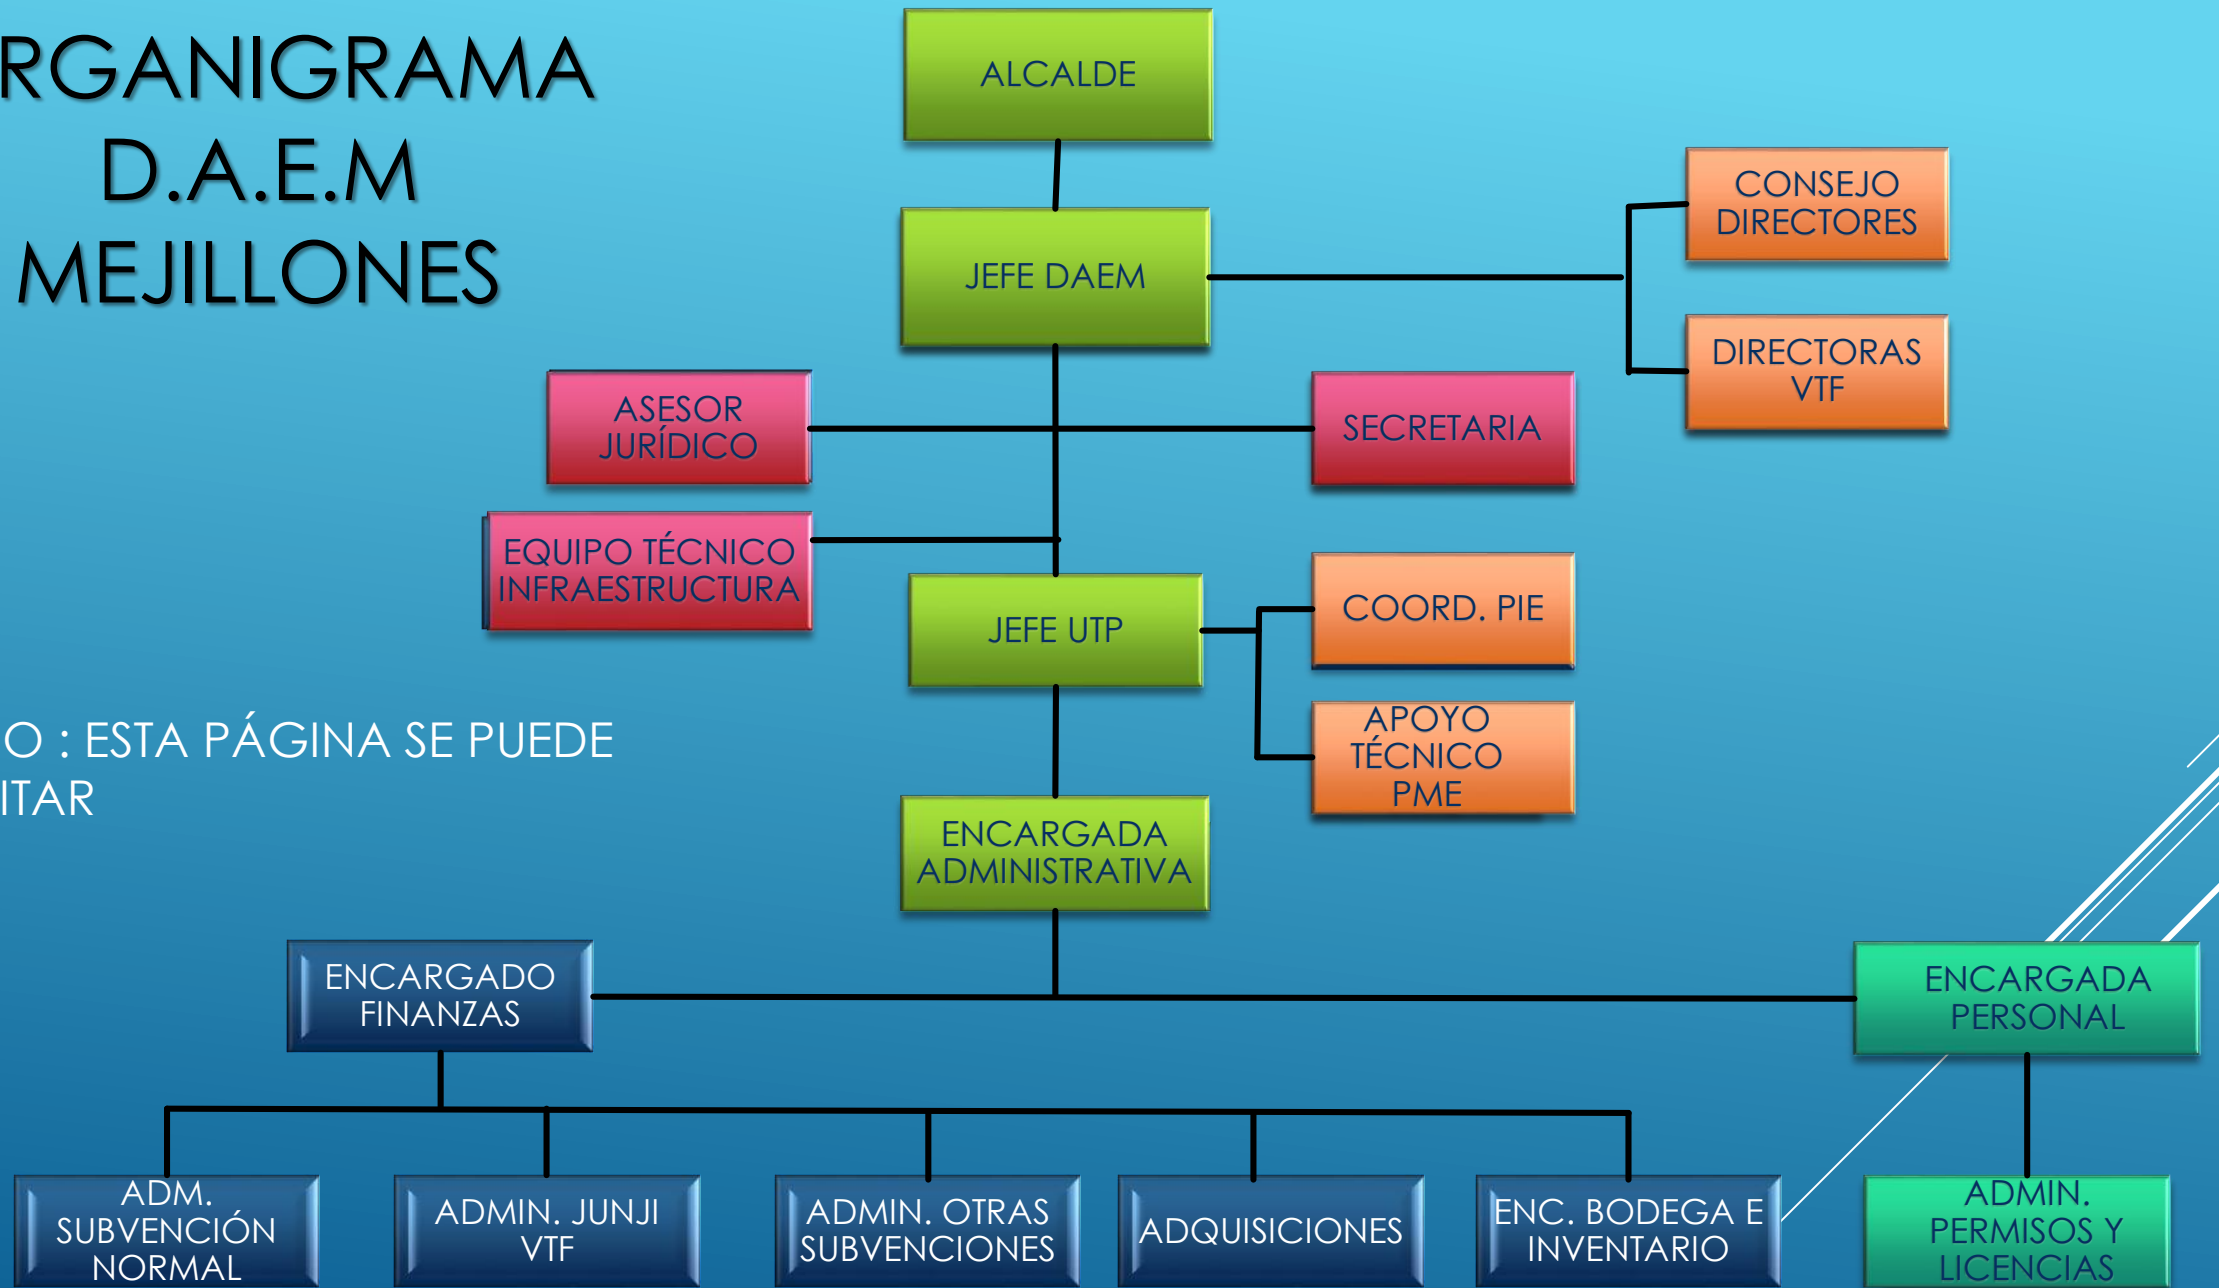 RGANIGRAMA
D.A.E.M
MEJILLONES
ALCALDE
JEFE DAEM
CONSEJO
DIRECTORES
DIRECTORAS
VTF
ASESOR
JURÍDICO
SECRETARIA
EQUIPO TÉCNICO
INFRAESTRUCTURA
JEFE UTP
COORD. PIE
APOYO
TÉCNICO
PME
O : ESTA PÁGINA SE PUEDE
ITAR
ENCARGADA
ADMINISTRATIVA
ENCARGADO
FINANZAS
ENCARGADA
PERSONAL
ADM.
SUBVENCIÓN
NORMAL
ADMIN. JUNJI
VTF
ADMIN. OTRAS
SUBVENCIONES
ADQUISICIONES
ENC. BODEGA E
INVENTARIO
ADMIN.
PERMISOS Y
LICENCIAS